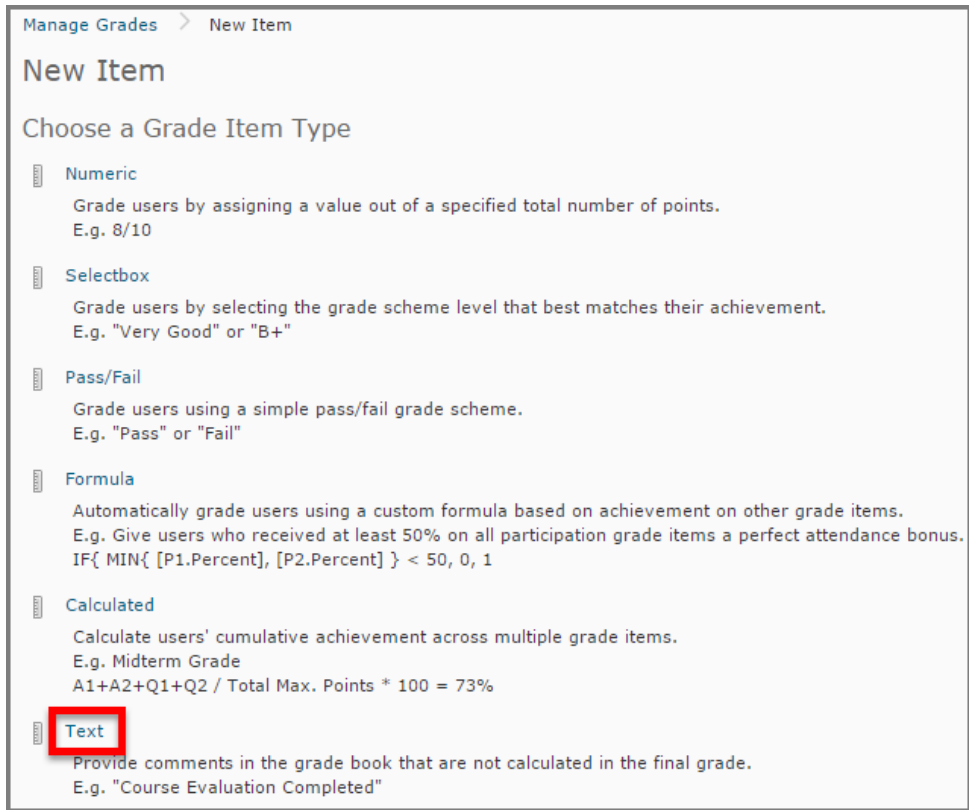 Manage Grades > New Item
New Item
Choose a Grade Item Type
Numeric
Grade users by assigning a value out of a specified total number of points.
E.g. 8/10
Selectbox
Grade users by selecting the grade scheme level that best matches their achievement.
E.g. "Very Good" or "B+"
Pass/Fail
Grade users using a simple pass/fail grade scheme.
E.g. "Pass" or "Fail"
Formula
Automatically grade users using a custom formula based on achievement on other grade items.
E.g. Give users who received at least 50% on all participation grade items a perfect attendance bonus.
IF{ MIN{ [P1.Percent], [P2.Percent] } < 50, 0, 1
Calculated
Calculate users' cumulative achievement across multiple grade items.
E.g. Midterm Grade
A1+A2+Q1+Q2 / Total Max. Points * 100 = 73%
Text
Provide comments in the grade book that are not calculated in the final grade.
E.g. "Course Evaluation Completed"